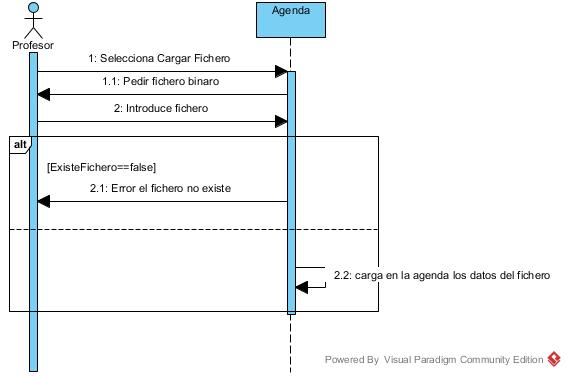 Agenda
Profesor
1: Selecciona Cargar Fichero
1.1: Pedir fichero binaro
2: Introduce fichero
alt
[ExisteFichero==false]
2.1: Error el fichero no existe
2.2: carga en la agenda los datos del fichero
Powered By Visual Paradigm Community Edition